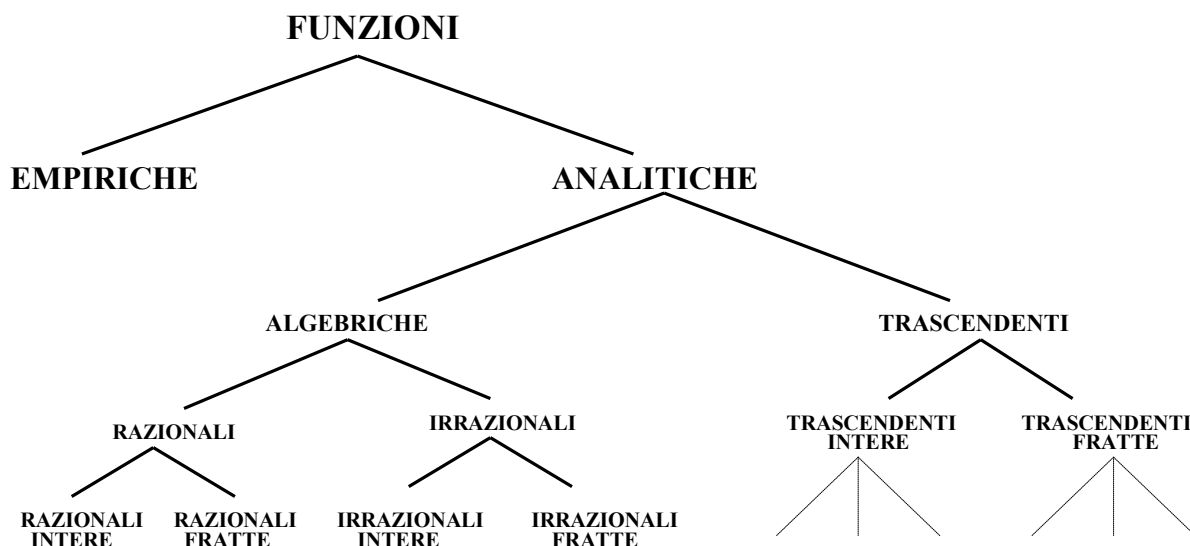 FUNZIONI
EMPIRICHE
ANALITICHE
ALGEBRICHE
TRASCENDENTI
RAZIONALI
IRRAZIONALI
TRASCENDENTI
INTERE
TRASCENDENTI
FRATTE
RAZIONALI
INTERE
RAZIONALI
FRATTE
IRRAZIONALI
INTERE
IRRAZIONALI
FRATTE